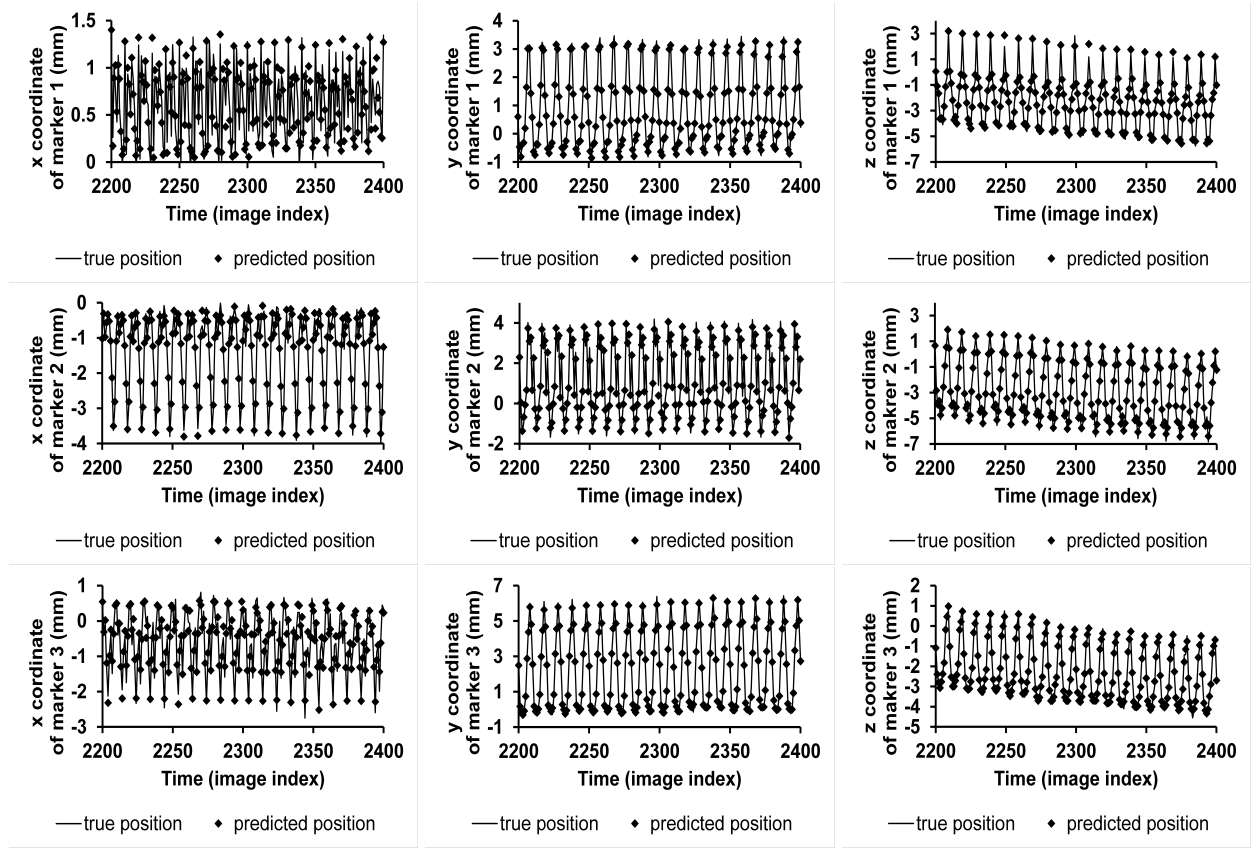 x coordinate
of marker 1 (mm)
1.5
1
0.5
0
2200 2250 2300 2350 2400
Time (image index)
true position predicted position
y coordinate
of marker 1 (mm)
4
3
2
1
0
-1
2200 2250 2300 2350 2400
Time (image index)
true position predicted position
z coordinate
of marker 1 (mm)
3
1
-1
-3
-5
-7
2200 2250 2300 2350 2400
Time (image index)
true position predicted position
x coordinate
of marker 2 (mm)
0
-1
-2
-3
-4
2200 2250 2300 2350 2400
Time (image index)
true position predicted position
y coordinate
of marker 2 (mm)
4
2
0
-2
2200 2250 2300 2350 2400
Time (image index)
true position predicted position
z coordinate
of makrer 2 (mm)
3
1
-1
-3
-5
-7
2200 2250 2300 2350 2400
Time (image index)
true position predicted position
x coordinate
of marker 3 (mm)
1
0
-1
-2
-3
2200 2250 2300 2350 2400
Time (image index)
true position predicted position
y coordinate
of marker 3 (mm)
7
5
3
1
-1
2200 2250 2300 2350 2400
Time (image index)
true position predicted position
z coordinate
of makrer 3 (mm)
2
1
0
-1
-2
-3
-4
-5
2200 2250 2300 2350 2400
Time (image index)
true position predicted position